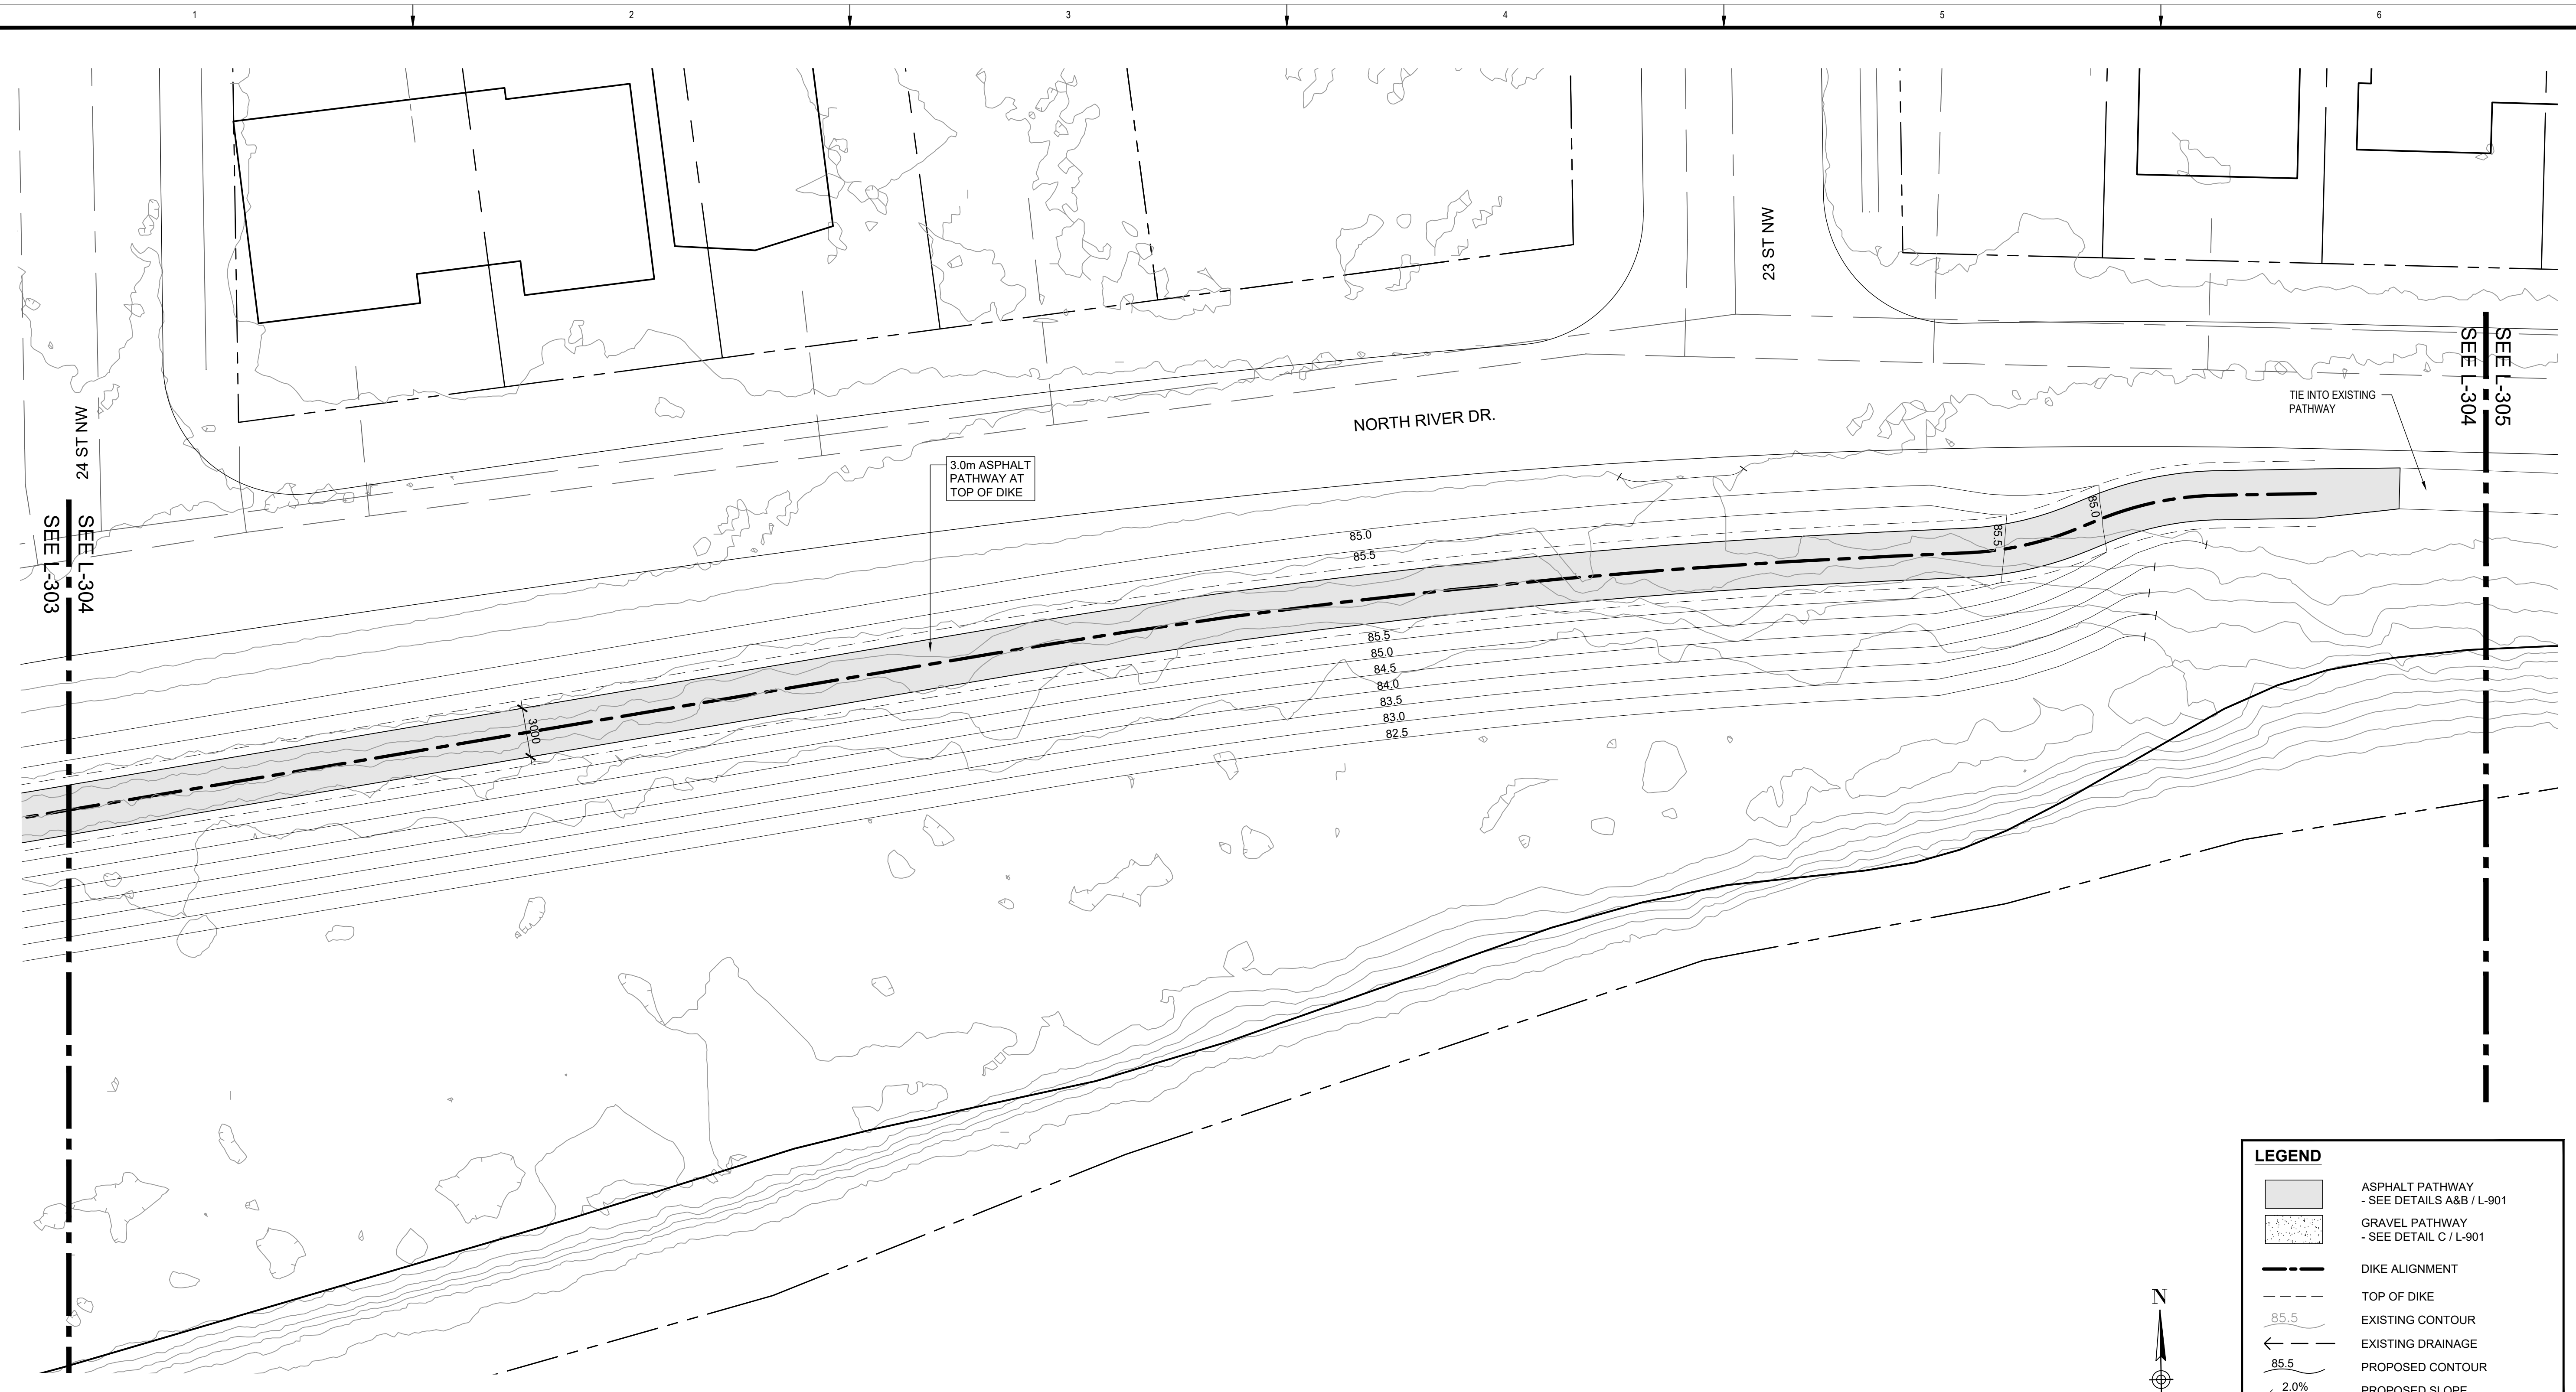 1
2
3
4
5
6
23 ST NW
SEE L-304
SEE L-305
TIE INTO EXISTING
PATHWAY
24 ST NW
NORTH RIVER DR.
3.0m ASPHALT
PATHWAY AT
TOP OF DIKE
SEE L-303
SEE L-304
85.0
85.5
85.5
85.0
3000
85.5
85.0
84.5
84.0
83.5
83.0
82.5
LEGEND
ASPHALT PATHWAY
- SEE DETAILS A&B / L-901
GRAVEL PATHWAY
- SEE DETAIL C / L-901
DIKE ALIGNMENT
TOP OF DIKE
85.5
EXISTING CONTOUR
EXISTING DRAINAGE
85.5
PROPOSED CONTOUR
2.0%
PROPOSED SLOPE
N